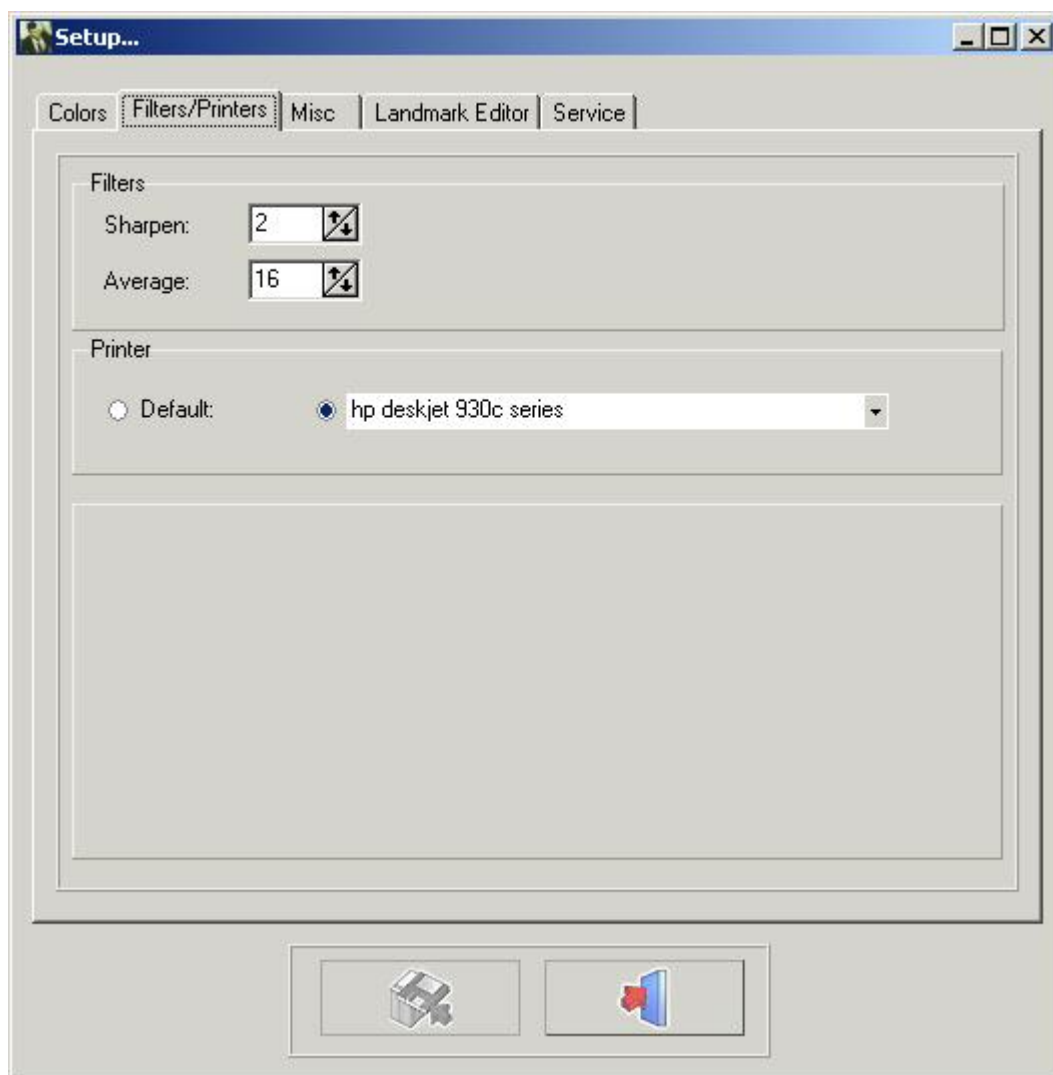 Setup...
Colors Filters/Printers Misc Landmark Editor Service
Filters
Sharpen: 2
Average: 16
Printer
Default: hp deskjet 930c series